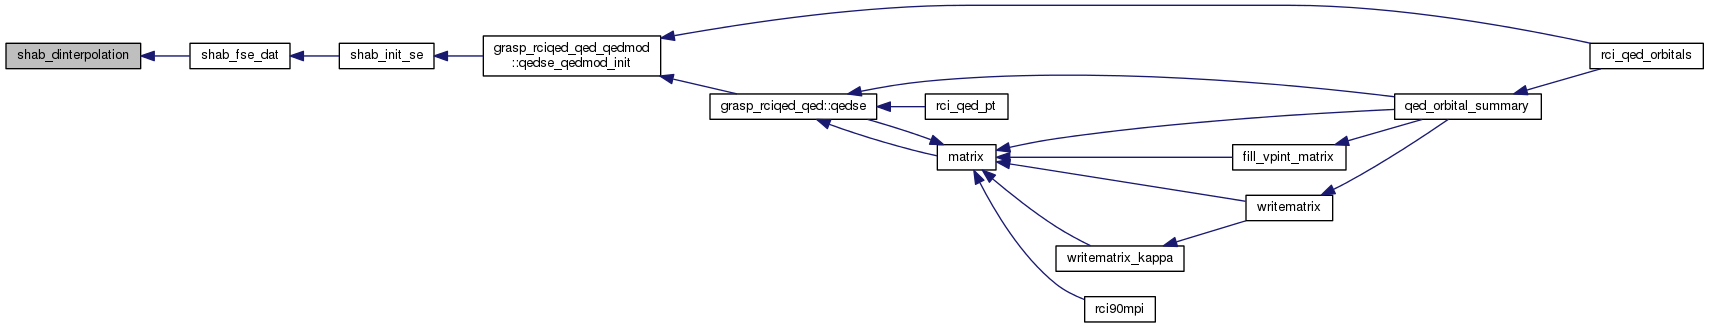 shab_dinterpolation
shab_fse_dat
shab_init_se
grasp_rciqed_qed_qedmod
::qedse_qedmod_init
rci_qed_orbitals
grasp_rciqed_qed::qedse
rci_qed_pt
qed_orbital_summary
matrix
fill_vpint_matrix
writematrix
writematrix_kappa
rci90mpi